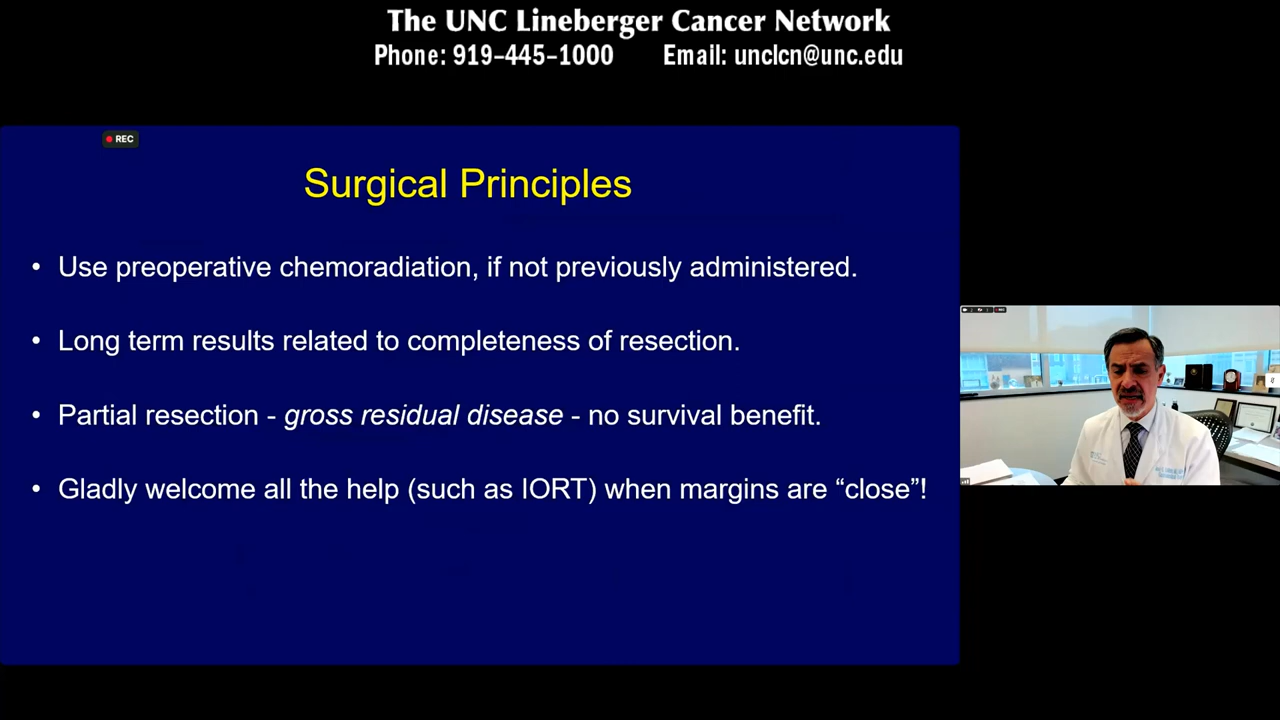 The UNC Lineberger Cancer Network
Phone: 919-445-1000 Email: unclcn@unc.edu
REC
Surgical Principles
• Use preoperative chemoradiation, if not previously administered.
• Long term results related to completeness of resection.
• Partial resection - gross residual disease - no survival benefit.
• Gladly welcome all the help (such as IORT) when margins are “close”!